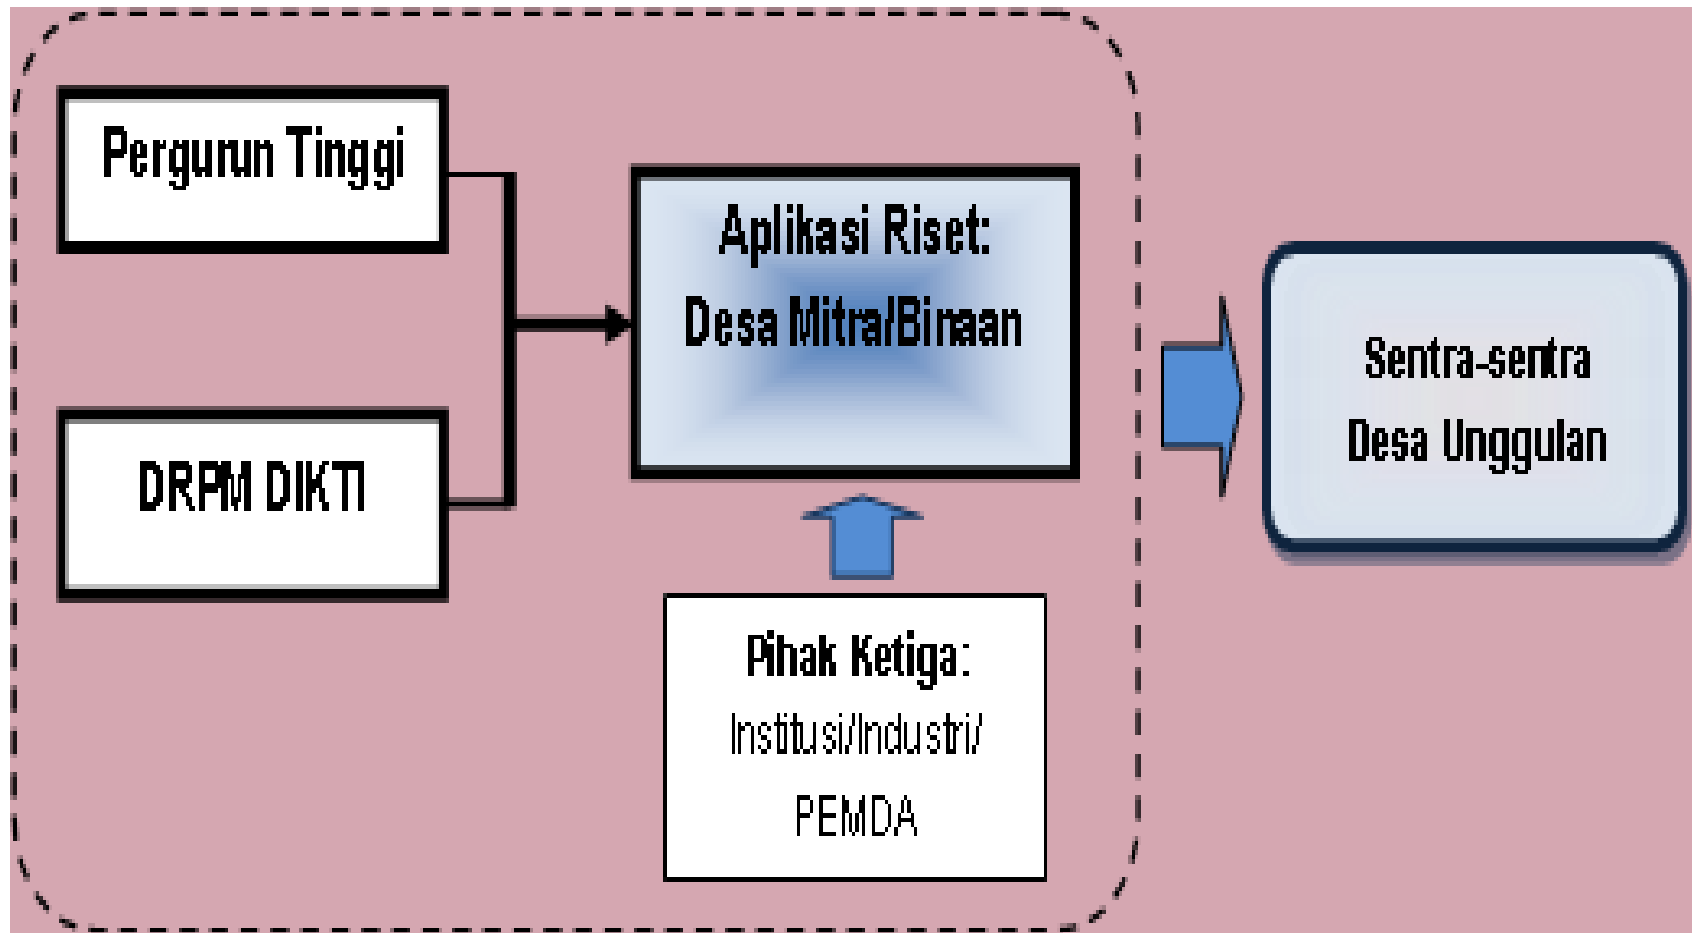 Pergurun Tinggi
DRPM DIKTI
Aplikasi Riset:
Desa Mitra/Binaan
Pihak Ketiga:
Institusi/Industri/
PEMDA
Sentra-sentra
Desa Unggulan